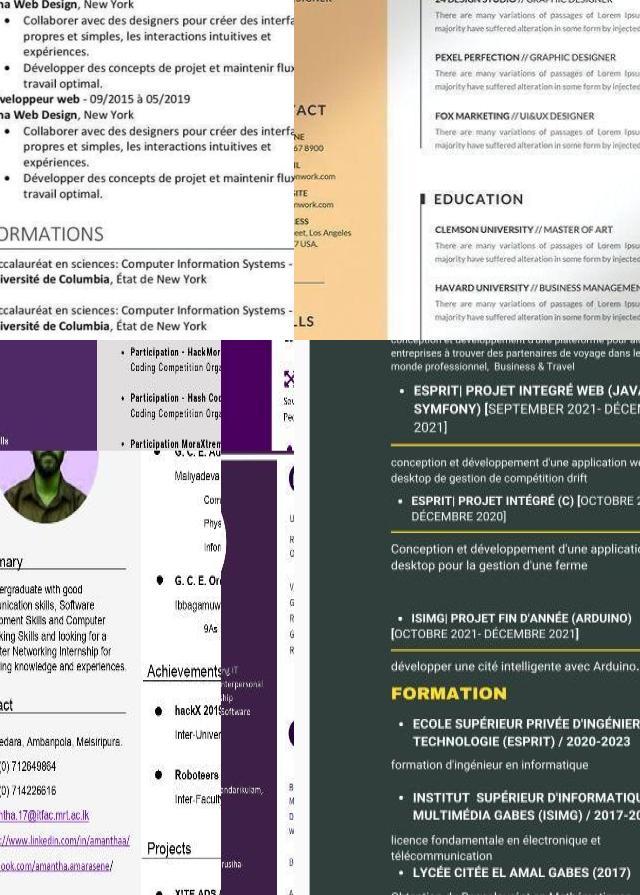 na Web Design, New York
Collaborer avec des designers pour créer des interfa
propres et simples, les interactions intuitives et
expériences.
Développer des concepts de projet et maintenir flux
travail optimal.
veloppeur web - 09/2015 à 05/2019
na Web Design, New York
Collaborer avec des designers pour créer des interfa
propres et simples, les interactions intuitives et
expériences.
Développer des concepts de projet et maintenir flux
travail optimal.
ORMATIONS
ccalauréat en sciences: Computer Information Systems -
iversité de Columbia, État de New York
ccalauréat en sciences: Computer Information Systems -
iversité de Columbia, État de New York
TACT
NE
67 8900
IL
nwork.com
SITE
nwork.com
ESS
eet, Los Angeles
7 USA.
LLS
24 DESIGN STUDIO // GRAPHIC DESIGNER
There are many variations of passages of Lorem Ipsu
majority have suffered alteration in some form by injected
PEXEL PERFECTION // GRAPHIC DESIGNER
There are many variations of passages of Lorem Ipsu
majority have suffered alteration in some form by injected
FOX MARKETING // UI&UX DESIGNER
There are many variations of passages of Lorem Ipsu
majority have suffered alteration in some form by injected
EDUCATION
CLEMSON UNIVERSITY // MASTER OF ART
There are many variations of passages of Lorem Ipsu
majority have suffered alteration in some form by injected
HAVARD UNIVERSITY // BUSINESS MANAGEMEN
There are many variations of passages of Lorem Ipsu
majority have suffered alteration in some form by injected
lls
Participation - HackMor
Coding Competition Orga
Participation - Hash Cod
Coding Competition Orga
Participation MoraXtrem
mary
ergraduate with good
unication skills, Software
pment Skills and Computer
king Skills and looking for a
ter Networking Internship for
ing knowledge and experiences.
act
edara, Ambanpola, Melsiripura.
(0) 712649864
(0) 714226616
ntha.17@itfac.mrt.ac.lk
://www.linkedin.com/in/amanthaa/
ook.com/amantha.amarasene/
G. C. E. Ad
Maliyadeva
Com
Phys
Infor
G. C. E. Or
Ibbagamuw
9As
Achievements
hackX 2019
Inter-Univer
Roboteers
Inter-Facult
Projects
XITE ADS
ng IT
nterpersonal
ship
Software
andarikulam,
rusiha
conception et développement d'une plateforme pour ai
entreprises à trouver des partenaires de voyage dans le
monde professionnel, Business & Travel
ESPRIT| PROJET INTEGRÉ WEB (JAV
SYMFONY) [SEPTEMBER 2021- DÉCEM
2021]
conception et développement d'une application we
desktop de gestion de compétition drift
ESPRIT| PROJET INTÉGRÉ (C) [OCTOBRE 2
DÉCEMBRE 2020]
Conception et développement d'une applicatio
desktop pour la gestion d'une ferme
ISIMG| PROJET FIN D'ANNÉE (ARDUINO)
[OCTOBRE 2021- DÉCEMBRE 2021]
développer une cité intelligente avec Arduino.
FORMATION
ECOLE SUPÉRIEUR PRIVÉE D'INGÉNIER
TECHNOLOGIE (ESPRIT) / 2020-2023
formation d'ingénieur en informatique
INSTITUT SUPÉRIEUR D'INFORMATIQU
MULTIMÉDIA GABES (ISIMG) / 2017-20
licence fondamentale en électronique et
télécommunication
LYCÉE CITÉE EL AMAL GABES (2017)